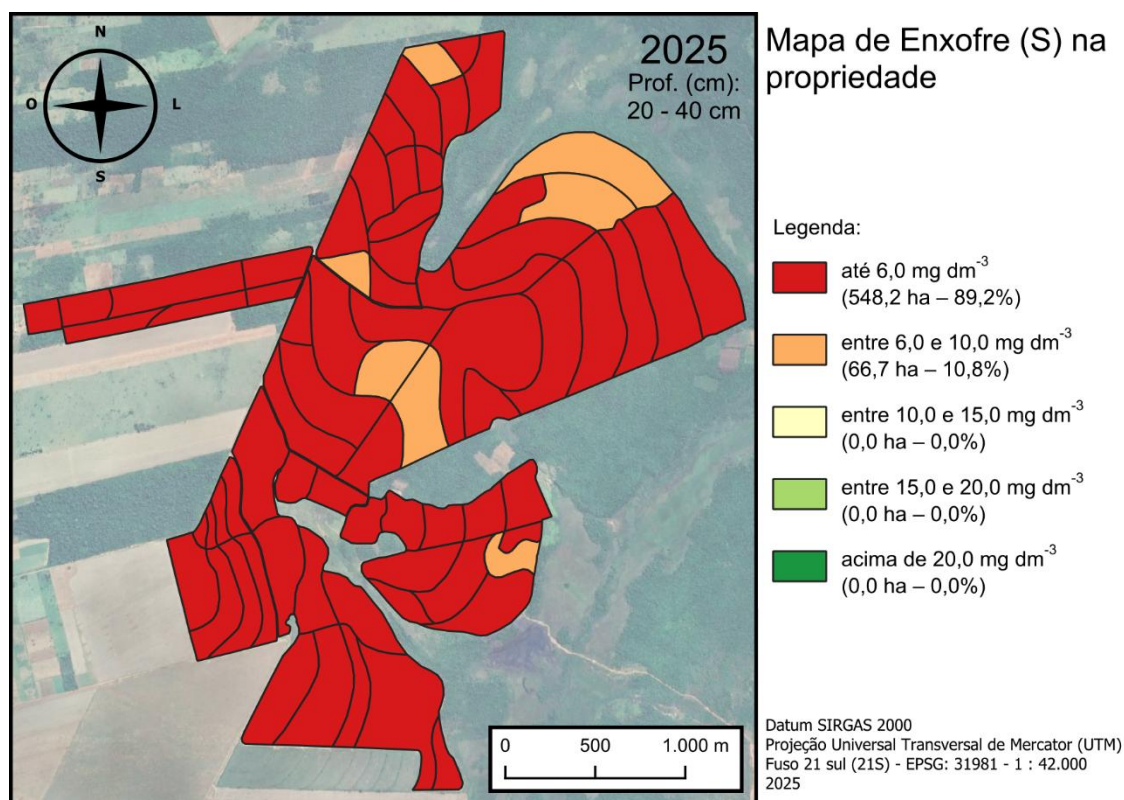 N
O
L
S
2025
Prof. (cm):
20 - 40 cm
0
500
1.000 m
Mapa de Enxofre (S) na
propriedade
Legenda:
até 6,0 mg dm⁻³
(548,2 ha – 89,2%)
entre 6,0 e 10,0 mg dm⁻³
(66,7 ha – 10,8%)
entre 10,0 e 15,0 mg dm⁻³
(0,0 ha – 0,0%)
entre 15,0 e 20,0 mg dm⁻³
(0,0 ha – 0,0%)
acima de 20,0 mg dm⁻³
(0,0 ha – 0,0%)
Datum SIRGAS 2000
Projeção Universal Transversal de Mercator (UTM)
Fuso 21 sul (21S) - EPSG: 31981 - 1 : 42.000
2025